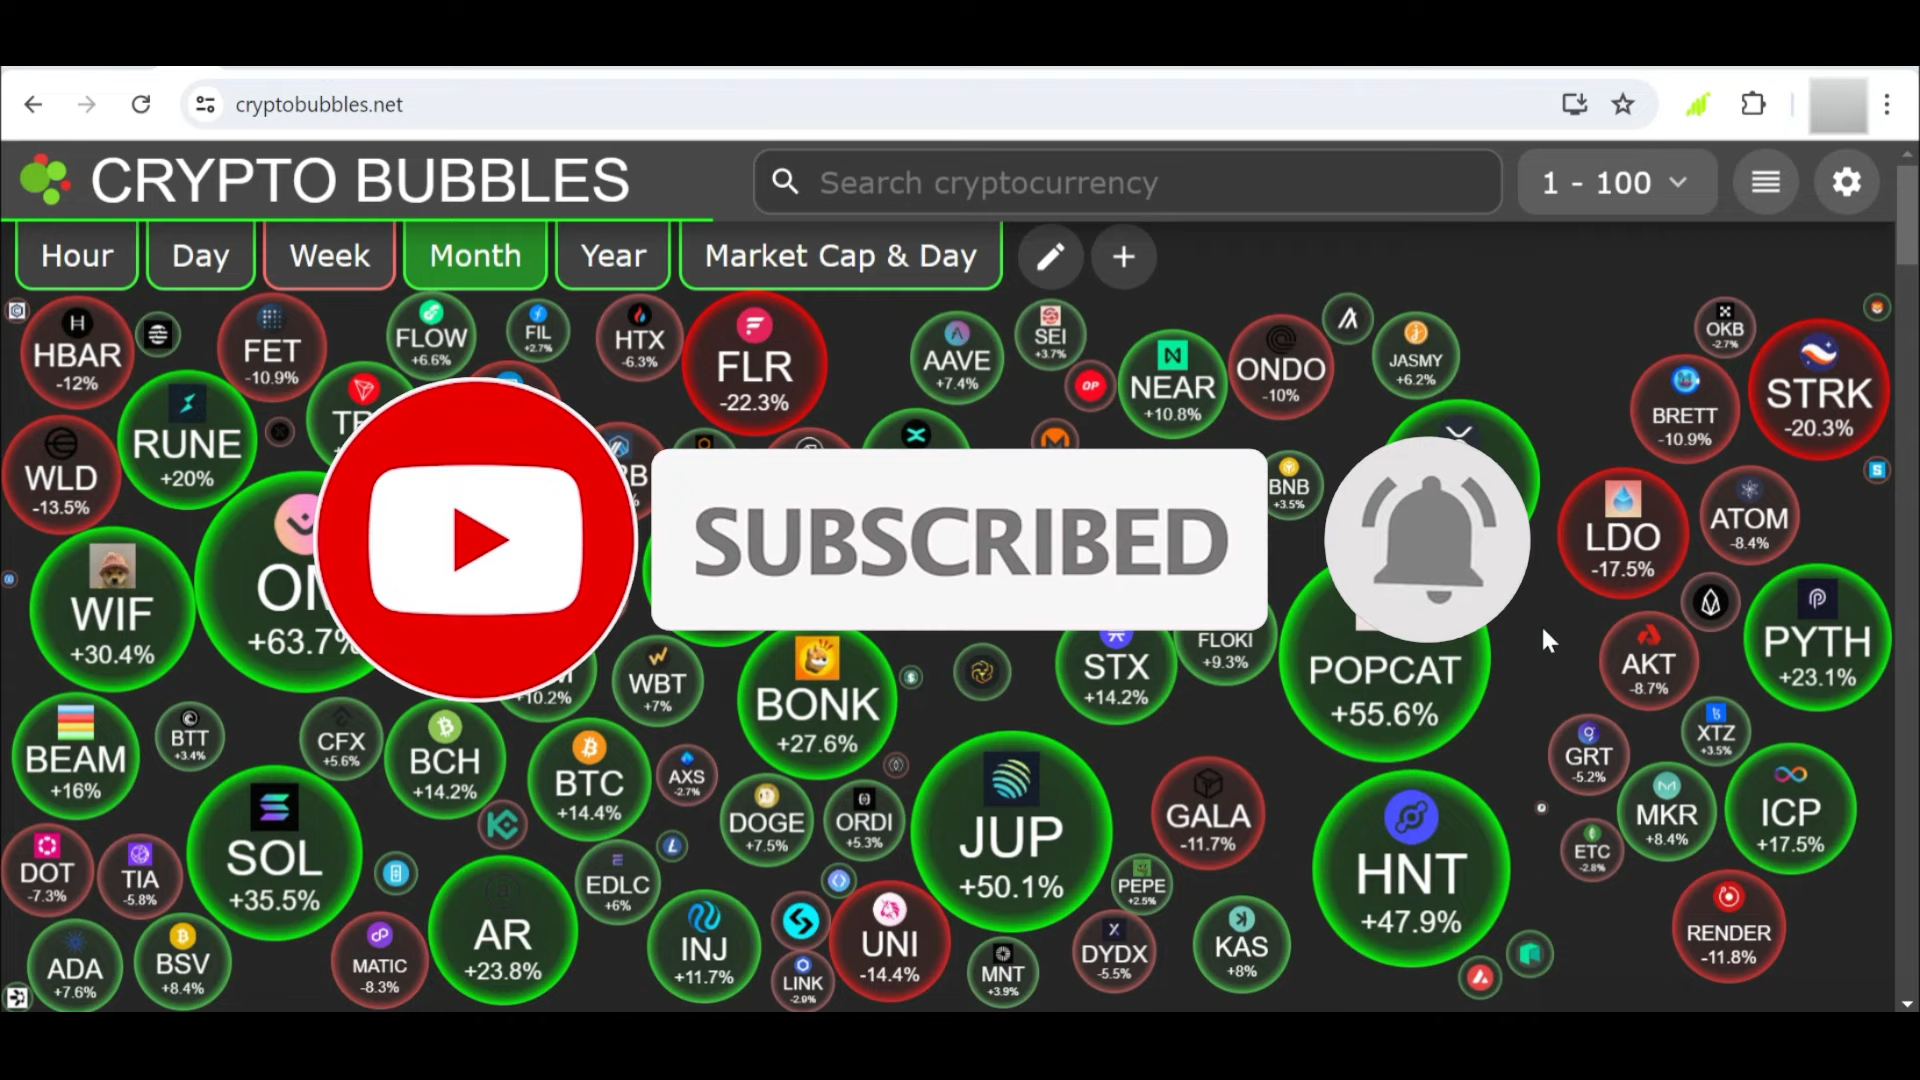 cryptobubbles.net
CRYPTO BUBBLES
Search cryptocurrency
1 - 100
Hour
Day
Week
Month
Year
Market Cap & Day
HBAR
-12%
FET
-10.9%
FLOW
+6.6%
FIL
+2.7%
HTX
-6.3%
FLR
-22.3%
AAVE
+7.4%
SEI
+3.7%
OP
NEAR
+10.8%
ONDO
-10%
JASMY
+6.2%
OKB
-2.7%
BRETT
-10.9%
STRK
-20.3%
WLD
-13.5%
RUNE
+20%
BNB
+3.5%
LDO
-17.5%
ATOM
-8.4%
WIF
+30.4%
+63.7%
SUBSCRIBED
PYTH
+23.1%
AKT
-8.7%
+10.2%
WBT
+7%
BONK
+27.6%
STX
+14.2%
FLOKI
+9.3%
POPCAT
+55.6%
BEAM
+16%
BTT
+3.4%
CFX
+5.6%
BCH
+14.2%
BTC
+14.4%
AXS
-2.7%
DOGE
+7.5%
ORDI
+5.3%
JUP
+50.1%
GALA
-11.7%
HNT
+47.9%
GRT
-5.2%
XTZ
+3.5%
MKR
+8.4%
ICP
+17.5%
ETC
-2.8%
DOT
-7.3%
TIA
-5.8%
SOL
+35.5%
AR
+23.8%
EDLC
+6%
INJ
+11.7%
UNI
-14.4%
LINK
-2.9%
MNT
+3.9%
PEPE
+2.5%
DYDX
-5.5%
KAS
+8%
RENDER
-11.8%
ADA
+7.6%
BSV
+8.4%
MATIC
-8.3%